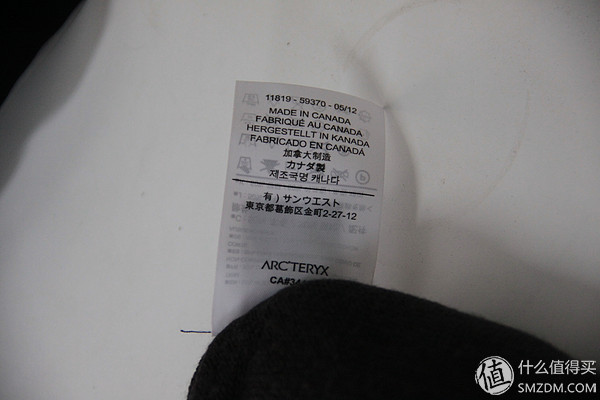 11819 - 59370 - 05/12
MADE IN CANADA
FABRIQUÉ AU CANADA
HERGESTELLT IN KANADA
FABRICADO EN CANADÁ
加拿大制造
カナダ製
제조국명 캐나다
有）サンウエスト
東京都葛飾区金町2-27-12
ARC'TERYX
值 什么值得买
SMZDM.COM